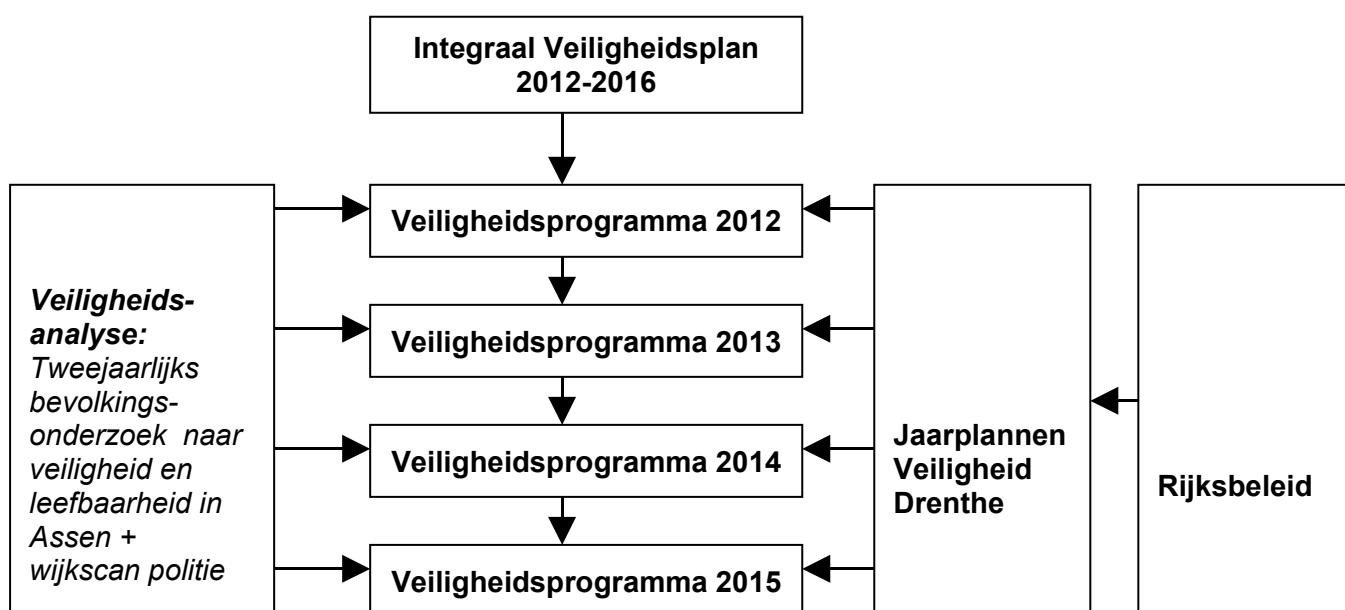 Integraal Veiligheidsplan
2012-2016
Veiligheidsprogramma 2012
Veiligheidsprogramma 2013
Veiligheidsprogramma 2014
Veiligheidsprogramma 2015
Veiligheids-
analyse:
Tweejaarlijks
bevolkings-
onderzoek naar
veiligheid en
leefbaarheid in
Assen +
wijkscan politie
Jaarplannen
Veiligheid
Drenthe
Rijksbeleid